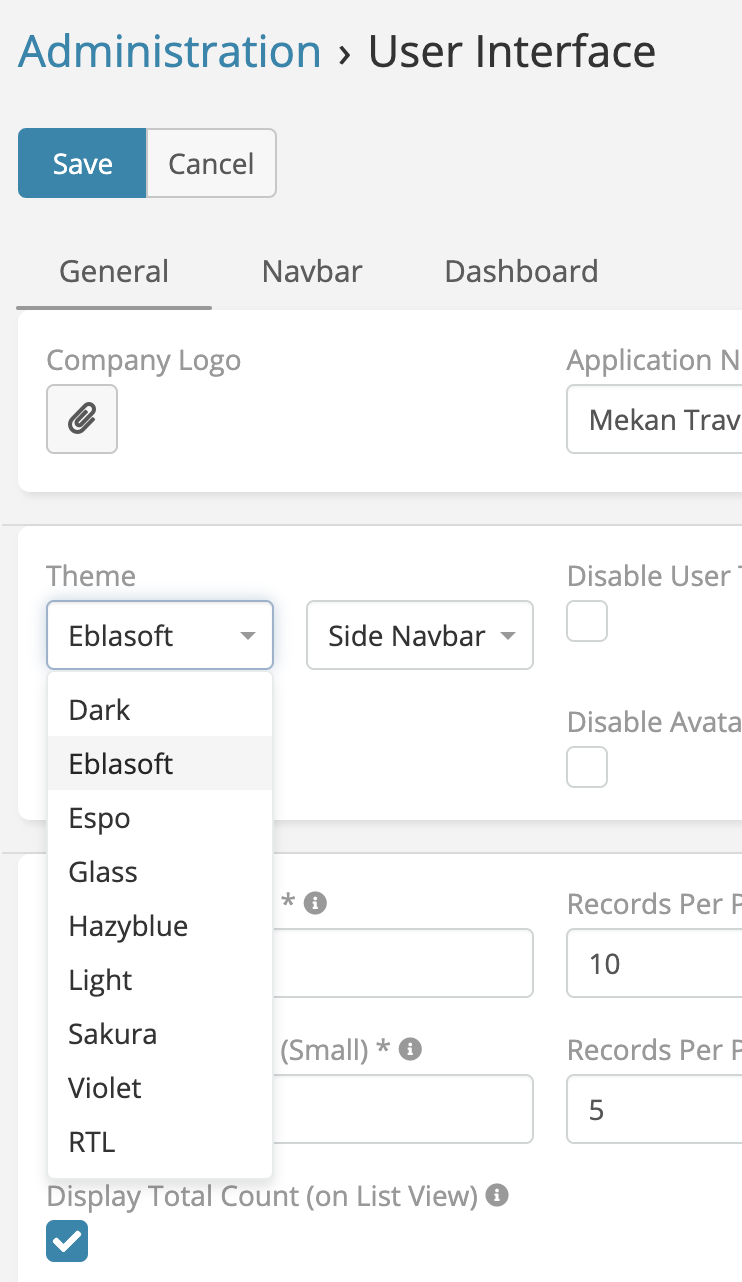 Administration › User Interface
Save Cancel
General Navbar Dashboard
Company Logo
Application N
Mekan Trav
Theme
Disable User
Eblasoft
Side Navbar
Dark
Eblasoft
Espo
Glass
Hazyblue
Light
Sakura
Violet
RTL
Disable Avata
*
Records Per P
10
(Small) *
Records Per P
5
Display Total Count (on List View)